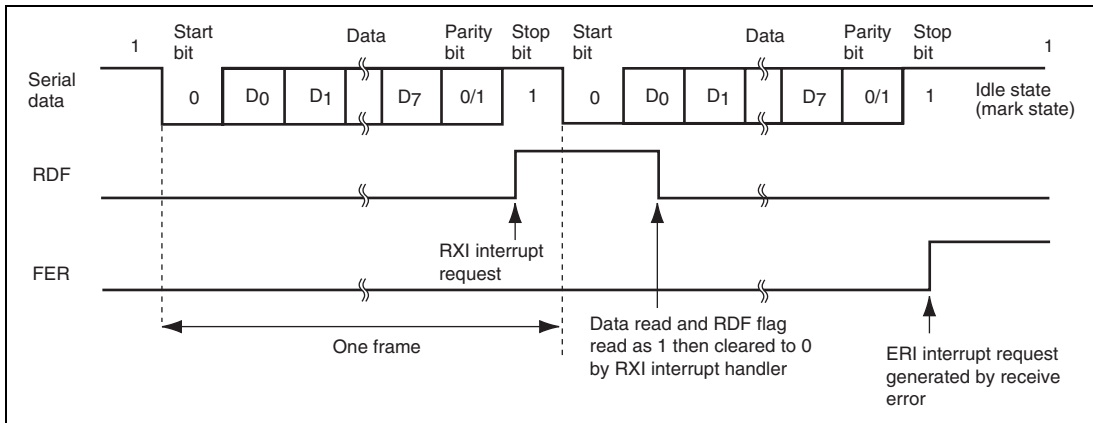 1
Start
bit
Data
Parity
bit
Stop
bit
Start
bit
Data
Parity
bit
Stop
bit
1
Serial
data
0 D0 D1 D7 0/1 1 0 D0 D1 D7 0/1 1
Idle state
(mark state)
RDF
RXI interrupt
request
FER
One frame
Data read and RDF flag
read as 1 then cleared to 0
by RXI interrupt handler
ERI interrupt request
generated by receive
error